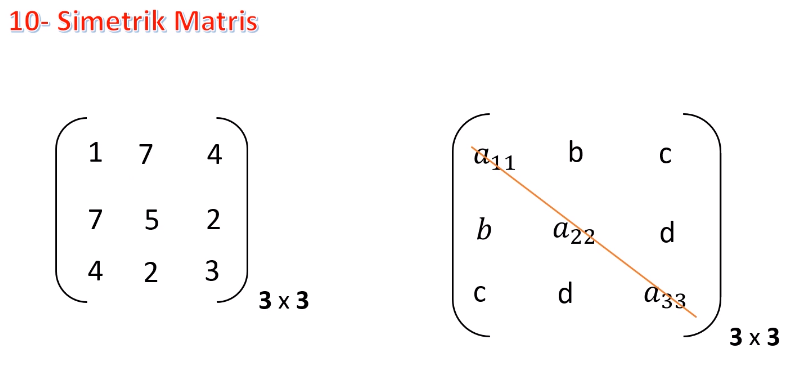 10- Simetrik Matris
1 7 4
7 5 2
4 2 3
3 x 3
a₁₁ b c
b a₂₂ d
c d a₃₃
3 x 3